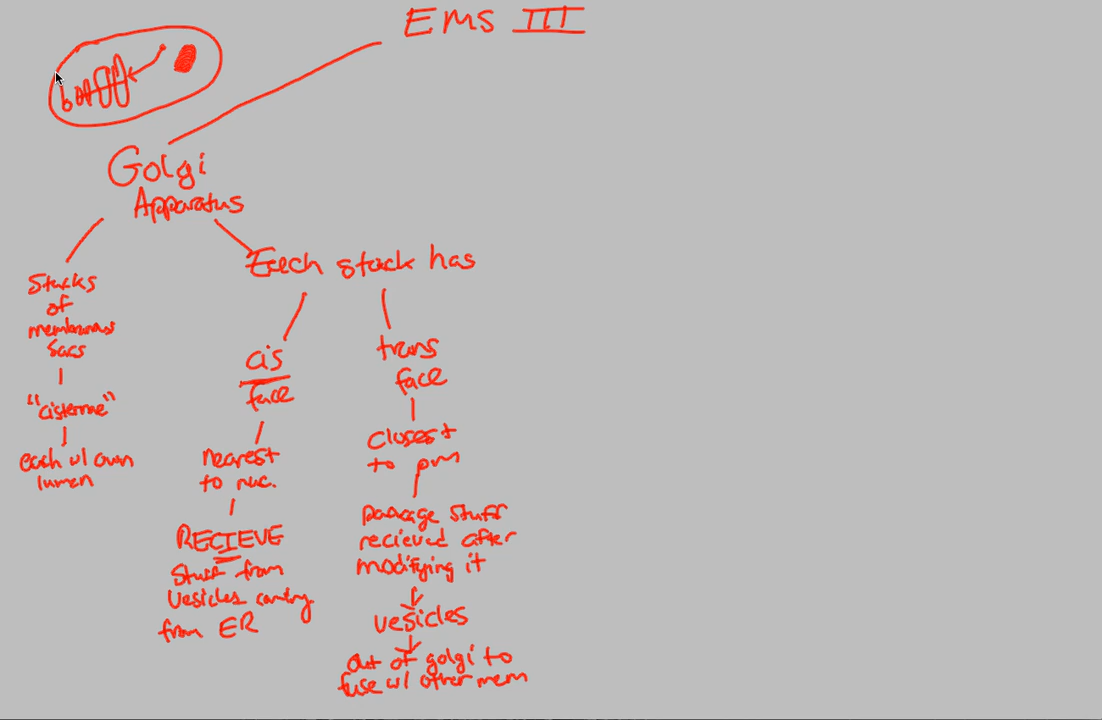 EMS III
Golgi
Apparatus
Each stack has
Stacks
of
membranous
sacs
"cisternae"
each w/ own
lumen
cis
face
nearest
to nuc.
RECIEVE
stuff from
vesicles coming
from ER
trans
face
closest
to pm
package stuff
recieved after
modifying it
vesicles
out of golgi to
fuse w/ other mem